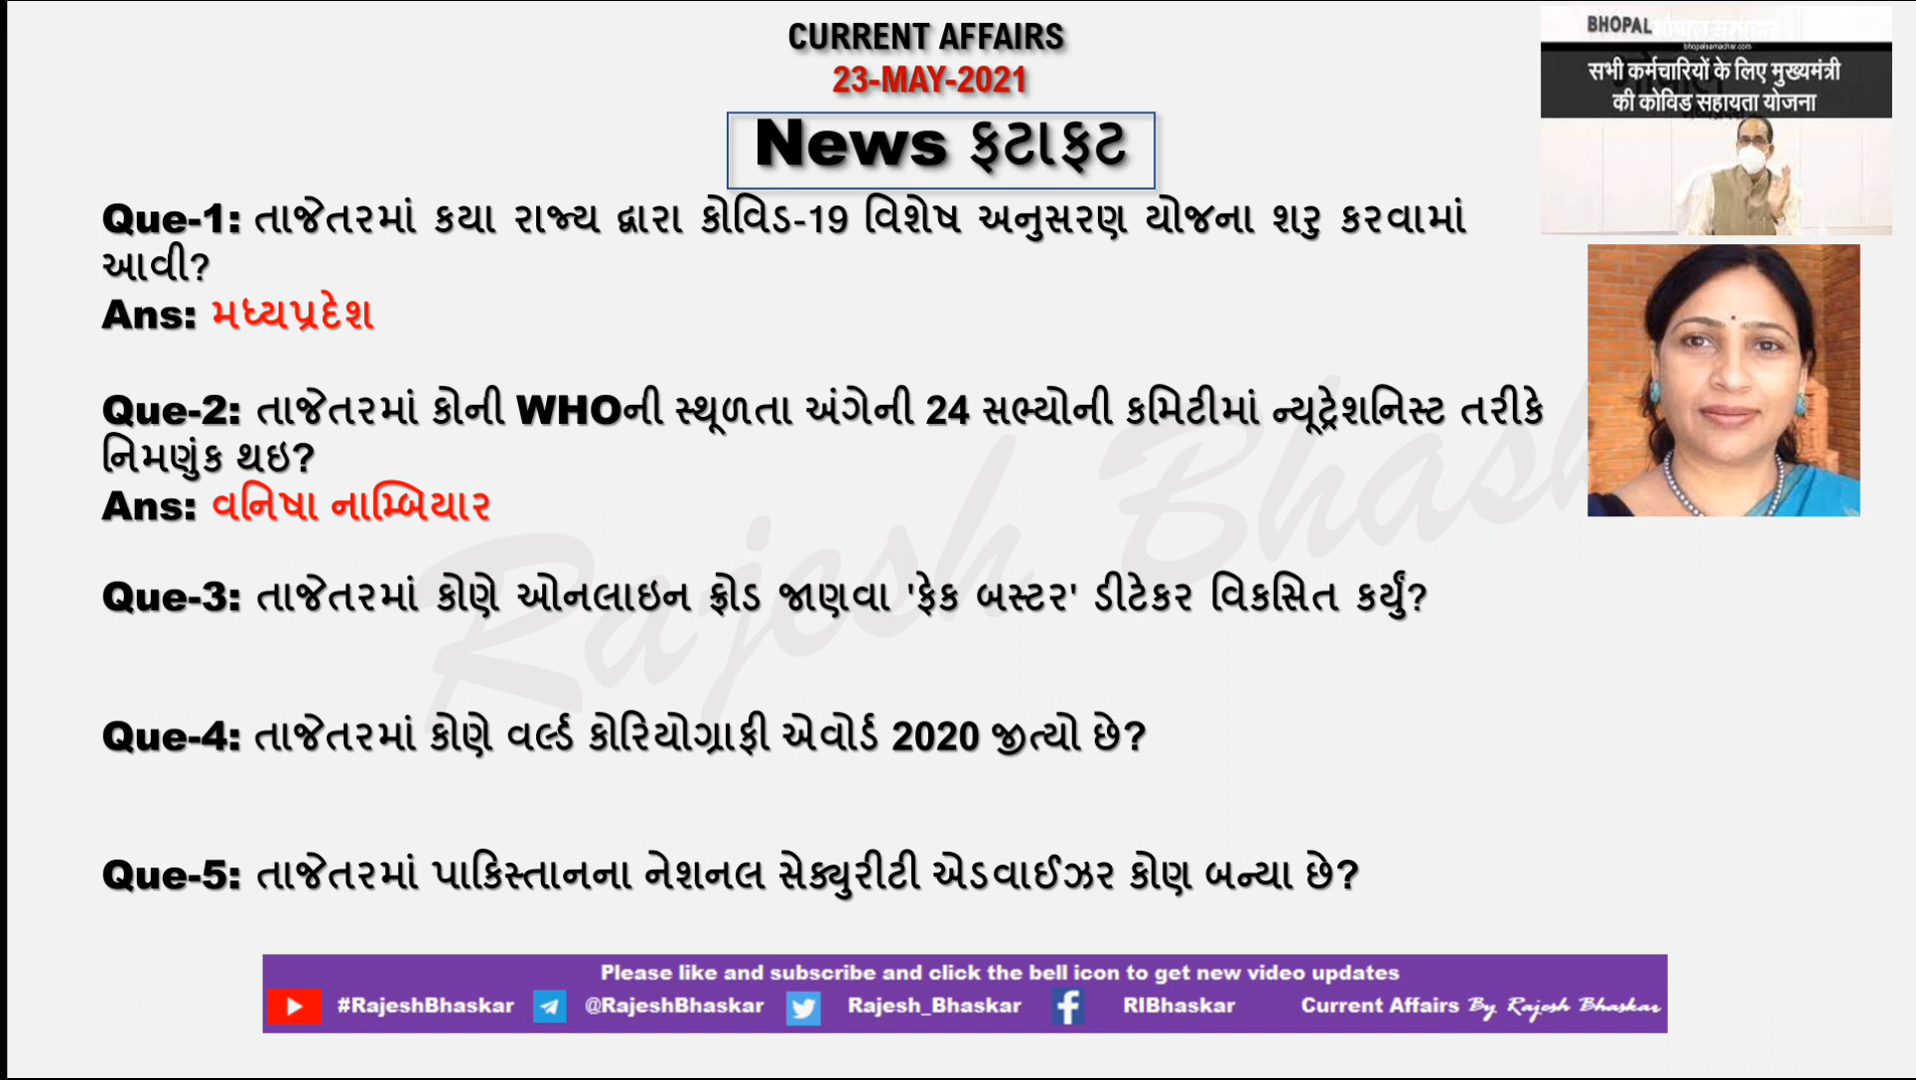 CURRENT AFFAIRS
23-MAY-2021
News ફટાફટ
BHOPAL
bhopalsamachar.com
सभी कर्मचारियों के लिए मुख्यमंत्री
की कोविड सहायता योजना
Que-1: તાજેતરમાં કયા રાજ્ય દ્વારા કોવિડ-19 વિશેષ અનુસરણ યોજના શરુ કરવામાં
આવી?
Ans: મધ્યપ્રદેશ
Que-2: તાજેતરમાં કોની WHOની સ્થૂળતા અંગેની 24 સભ્યોની કમિટીમાં ન્યૂટ્રેશનિસ્ટ તરીકે
નિમણુંક થઇ?
Ans: વનિષા નામ્બિયાર
Que-3: તાજેતરમાં કોણે ઓનલાઇન ફ્રોડ જાણવા 'ફેક બસ્ટર' ડીટેકર વિકસિત કર્યું?
Que-4: તાજેતરમાં કોણે વર્લ્ડ કોરિયોગ્રાફી એવોર્ડ 2020 જીત્યો છે?
Que-5: તાજેતરમાં પાકિસ્તાનના નેશનલ સેક્યુરીટી એડવાઈઝર કોણ બન્યા છે?
Rajesh Bhash
Please like and subscribe and click the bell icon to get new video updates
#RajeshBhaskar @RajeshBhaskar Rajesh_Bhaskar RIBhaskar Current Affairs By Rajesh Bhaskar